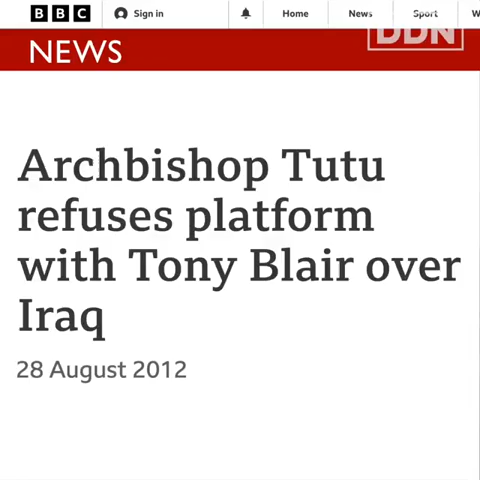 BBC Sign in Home News Sport W
DDN
NEWS
Archbishop Tutu
refuses platform
with Tony Blair over
Iraq
28 August 2012